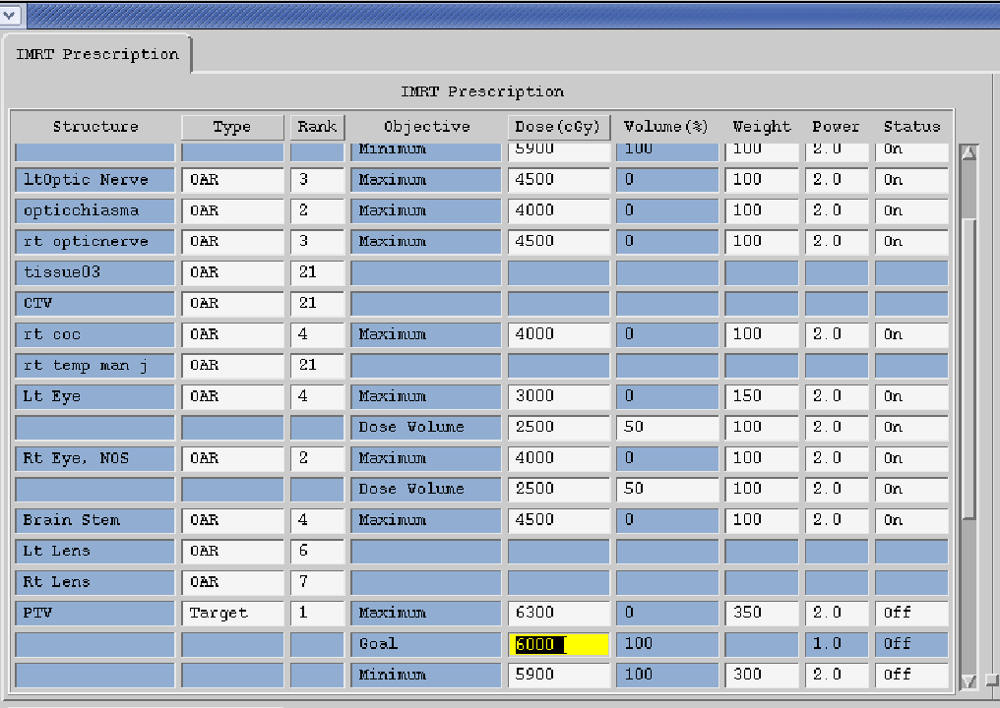 IMRT Prescription
IMRT Prescription
Structure Type Rank Objective Dose(cGy) Volume(%) Weight Power Status
Minimum 5900 100 100 2.0 On
ltOptic Nerve OAR 3 Maximum 4500 0 100 2.0 On
opticchiasma OAR 2 Maximum 4000 0 100 2.0 On
rt opticnerve OAR 3 Maximum 4500 0 100 2.0 On
tissue03 OAR 21
CTV OAR 21
rt coc OAR 4 Maximum 4000 0 100 2.0 On
rt temp man j OAR 21
Lt Eye OAR 4 Maximum 3000 0 150 2.0 On
Dose Volume 2500 50 100 2.0 On
Rt Eye, NOS OAR 2 Maximum 4000 0 100 2.0 On
Dose Volume 2500 50 100 2.0 On
Brain Stem OAR 4 Maximum 4500 0 100 2.0 On
Lt Lens OAR 6
Rt Lens OAR 7
PTV Target 1 Maximum 6300 0 350 2.0 Off
Goal 6000 100 1.0 Off
Minimum 5900 100 300 2.0 Off